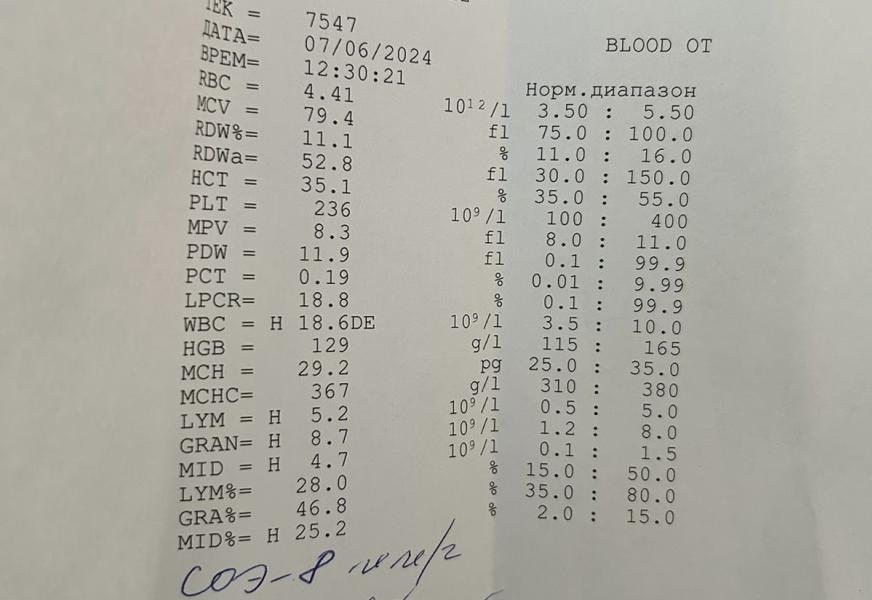 ТЕК = 7547
ДАТА= 07/06/2024 BLOOD OT
ВРЕМ= 12:30:21
Норм.диапазон
RBC = 4.41 10¹²/l 3.50 : 5.50
MCV = 79.4 fl 75.0 : 100.0
RDW%= 11.1 % 11.0 : 16.0
RDWa= 52.8 fl 30.0 : 150.0
HCT = 35.1 % 35.0 : 55.0
PLT = 236 10⁹/l 100 : 400
MPV = 8.3 fl 8.0 : 11.0
PDW = 11.9 fl 0.1 : 99.9
PCT = 0.19 % 0.01 : 9.99
LPCR= 18.8 % 0.1 : 99.9
WBC = H 18.6DE 10⁹/l 3.5 : 10.0
HGB = 129 g/l 115 : 165
MCH = 29.2 pg 25.0 : 35.0
MCHC= 367 g/l 310 : 380
LYM = H 5.2 10⁹/l 0.5 : 5.0
GRAN= H 8.7 10⁹/l 1.2 : 8.0
MID = H 4.7 10⁹/l 0.1 : 1.5
LYM%= 28.0 % 15.0 : 50.0
GRA%= 46.8 % 35.0 : 80.0
MID%= H 25.2 % 2.0 : 15.0
СОЭ-8 мм/г